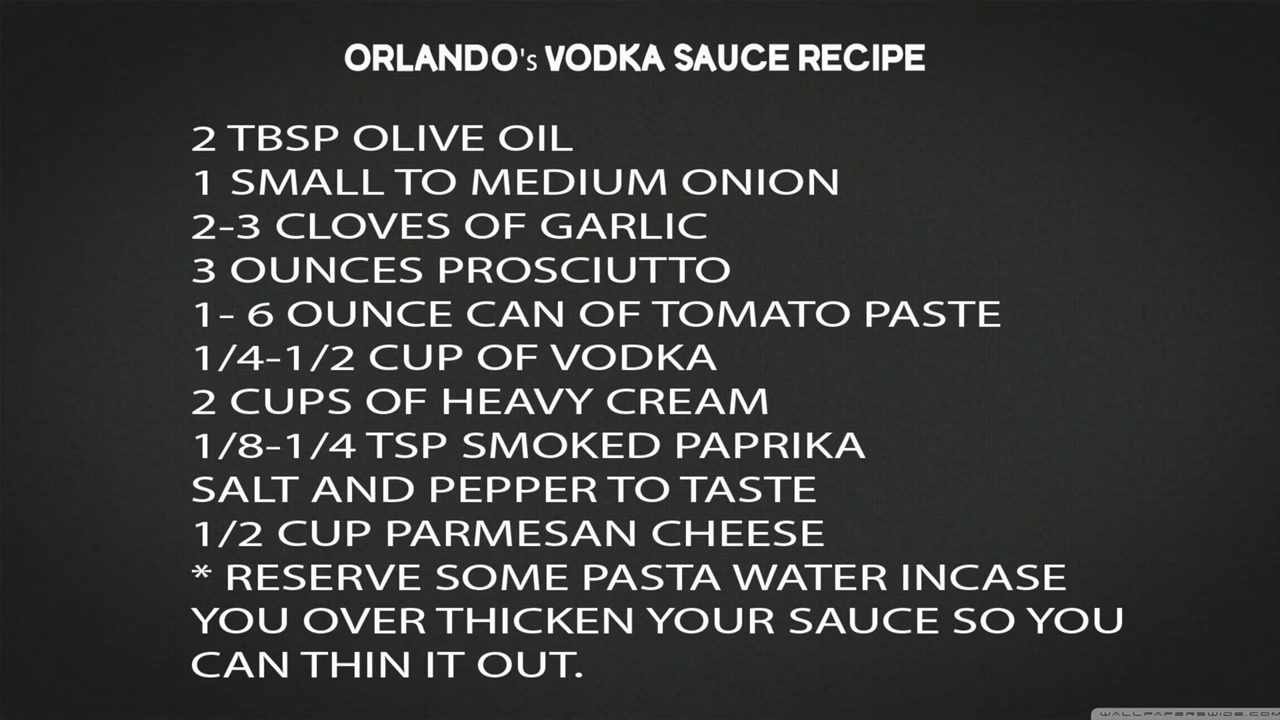 ORLANDO's VODKA SAUCE RECIPE
2 TBSP OLIVE OIL
1 SMALL TO MEDIUM ONION
2-3 CLOVES OF GARLIC
3 OUNCES PROSCIUTTO
1- 6 OUNCE CAN OF TOMATO PASTE
1/4-1/2 CUP OF VODKA
2 CUPS OF HEAVY CREAM
1/8-1/4 TSP SMOKED PAPRIKA
SALT AND PEPPER TO TASTE
1/2 CUP PARMESAN CHEESE
* RESERVE SOME PASTA WATER INCASE
YOU OVER THICKEN YOUR SAUCE SO YOU
CAN THIN IT OUT.
WALLPAPERSWIDE.COM